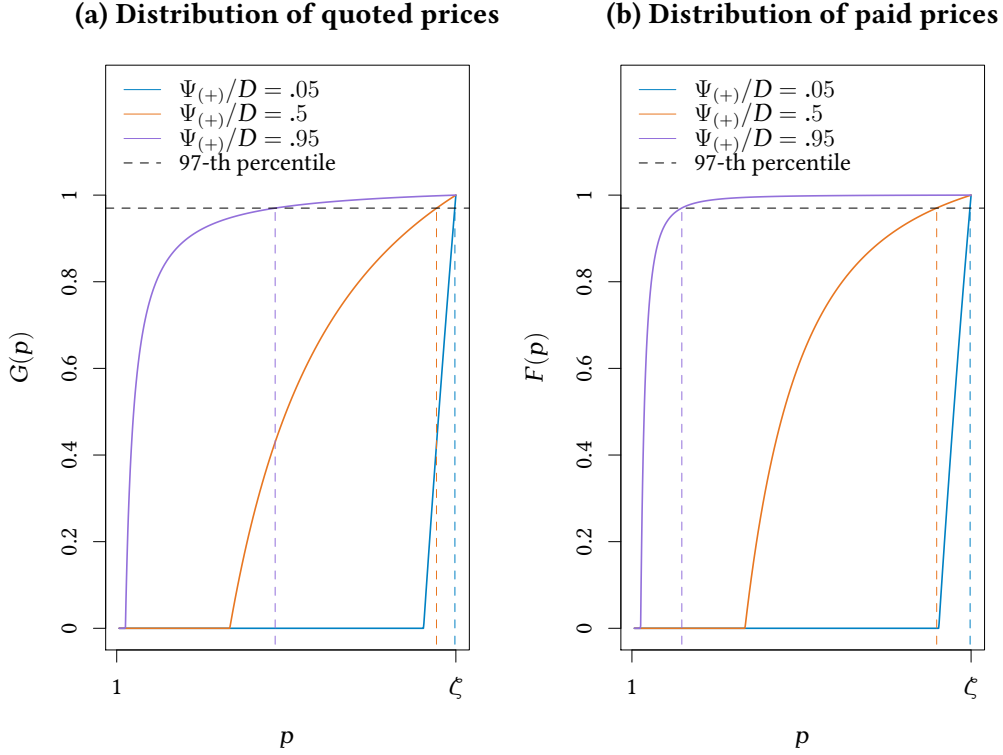 (a) Distribution of quoted prices
Ψ(+)/D = .05
Ψ(+)/D = .5
Ψ(+)/D = .95
97-th percentile
G(p)
1
0.8
0.6
0.4
0.2
0
1
ζ
p
(b) Distribution of paid prices
Ψ(+)/D = .05
Ψ(+)/D = .5
Ψ(+)/D = .95
97-th percentile
F(p)
1
0.8
0.6
0.4
0.2
0
1
ζ
p